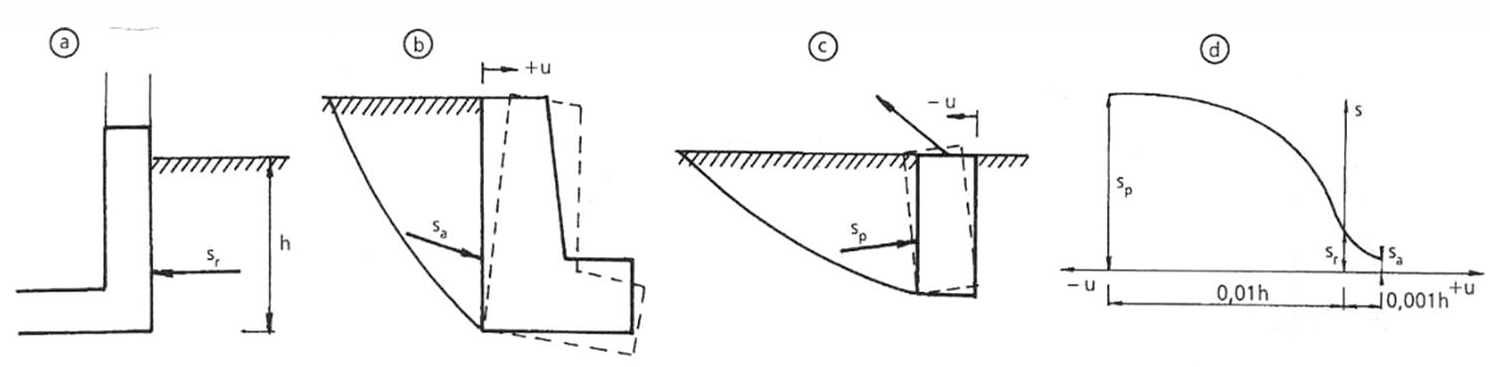 a
s_r
h
b
+u
s_a
c
-u
s_p
d
s
s_p
s_r
s_a
-u
+u
0,01h
0,001h